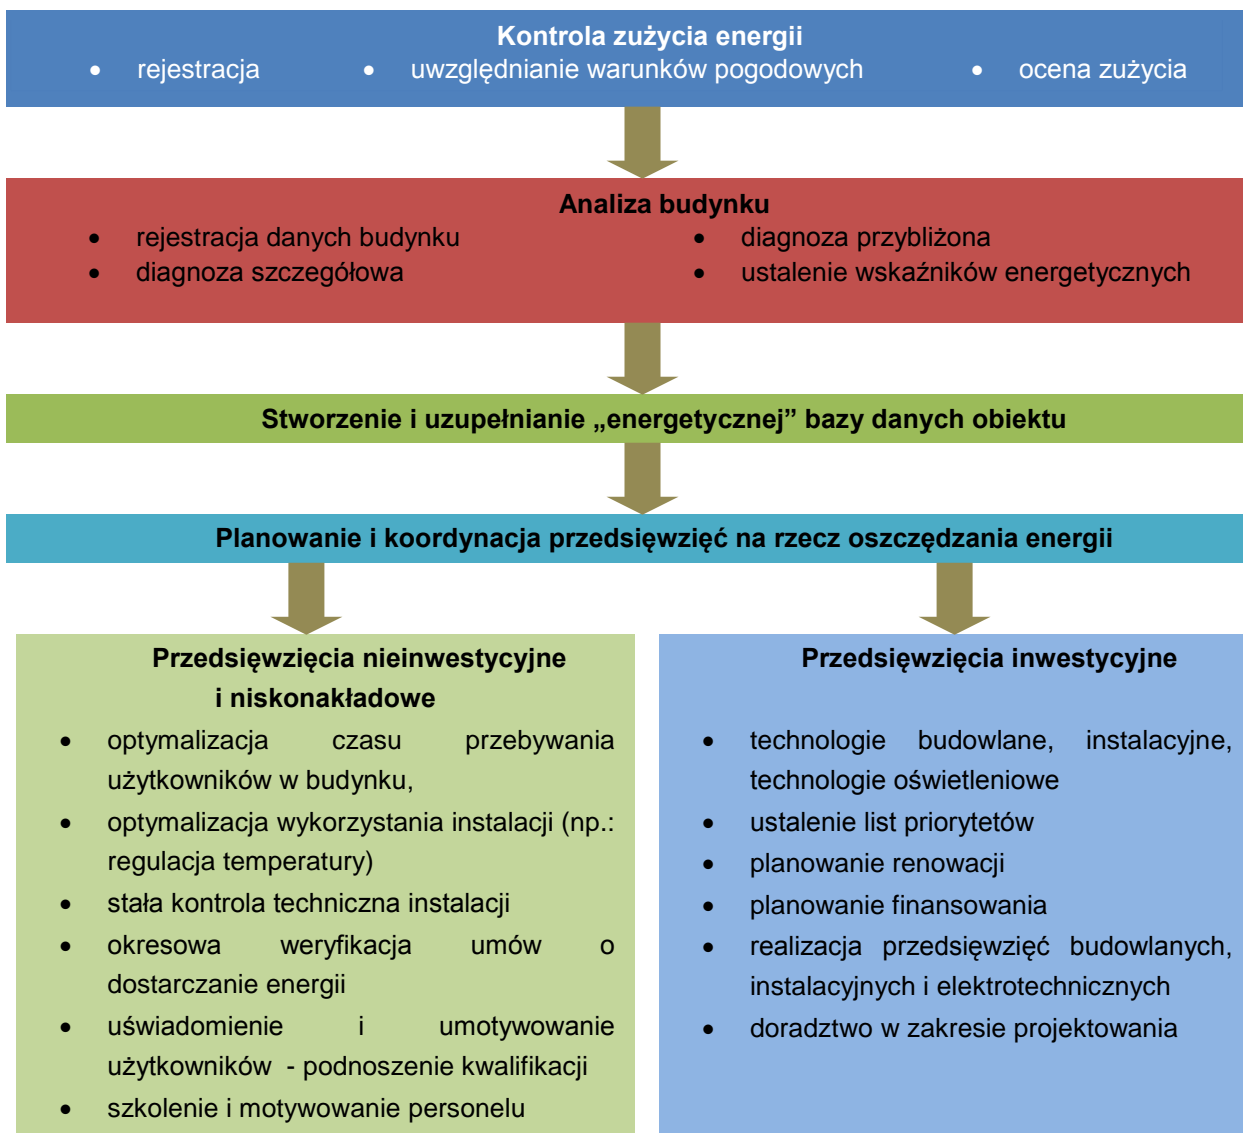 Kontrola zużycia energii
• rejestracja • uwzględnianie warunków pogodowych • ocena zużycia
Analiza budynku
• rejestracja danych budynku • diagnoza przybliżona
• diagnoza szczegółowa • ustalenie wskaźników energetycznych
Stworzenie i uzupełnianie „energetycznej” bazy danych obiektu
Planowanie i koordynacja przedsięwzięć na rzecz oszczędzania energii
Przedsięwzięcia nieinwestycyjne
i niskonakładowe
• optymalizacja czasu przebywania
użytkowników w budynku,
• optymalizacja wykorzystania instalacji (np.:
regulacja temperatury)
• stała kontrola techniczna instalacji
• okresowa weryfikacja umów o
dostarczanie energii
• uświadomienie i umotywowanie
użytkowników - podnoszenie kwalifikacji
• szkolenie i motywowanie personelu
Przedsięwzięcia inwestycyjne
• technologie budowlane, instalacyjne,
technologie oświetleniowe
• ustalenie list priorytetów
• planowanie renowacji
• planowanie finansowania
• realizacja przedsięwzięć budowlanych,
instalacyjnych i elektrotechnicznych
• doradztwo w zakresie projektowania